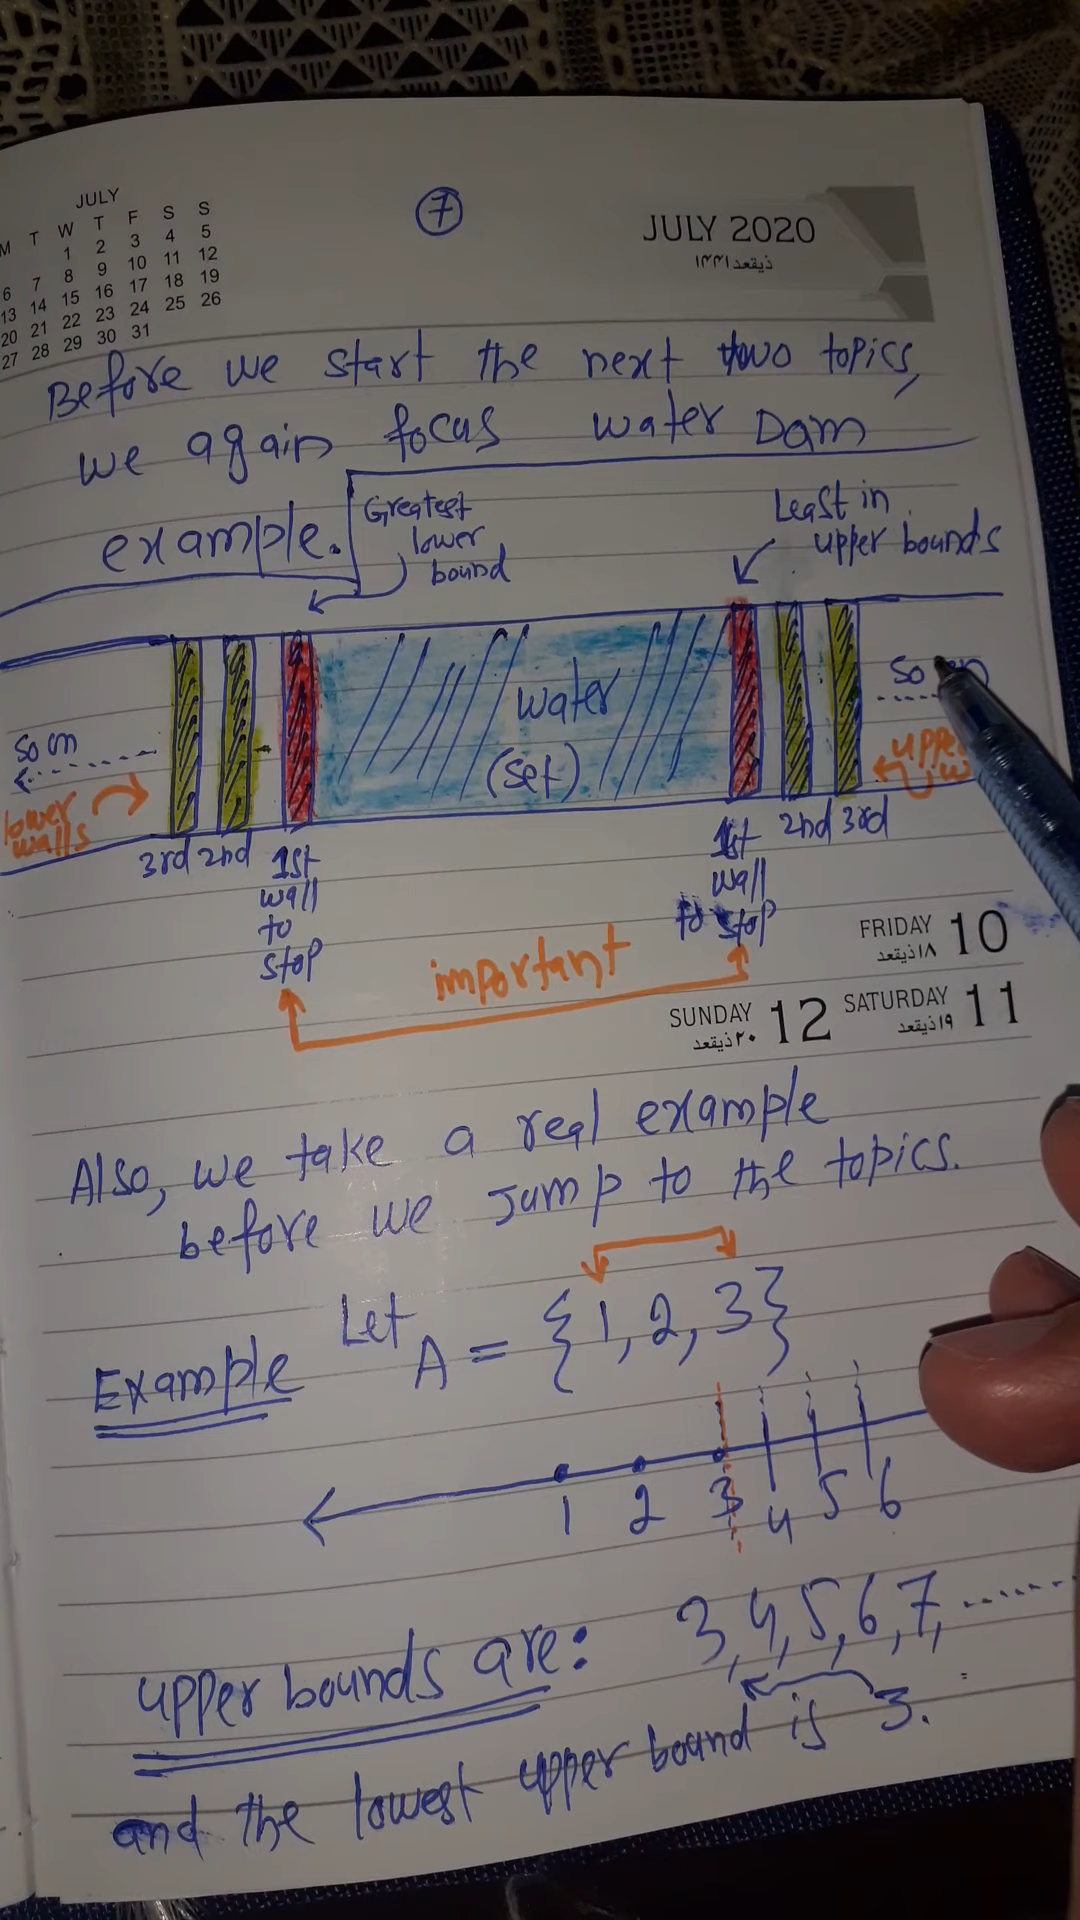 JULY
M T W T F S S
1 2 3 4 5
6 7 8 9 10 11 12
13 14 15 16 17 18 19
20 21 22 23 24 25 26
27 28 29 30 31
7
JULY 2020
ذيقعد ١٤٤١
Before we start the next two topics,
we again focus water Dam
example.
Greatest
lower
bound
Least in
upper bounds
so on
lower
walls
water
(set)
so on
3rd 2nd 1st
wall
to
stop
1st 2nd 3rd
wall
to stop
important
FRIDAY 10
١٨ ذيقعد
SUNDAY 12 SATURDAY 11
٢٠ ذيقعد ١٩ ذيقعد
Also, we take a real example
before we Jump to the topics.
Example Let A = {1, 2, 3}
1 2 3 4 5 6
upper bounds are: 3, 4, 5, 6, 7, ........
and the lowest upper bound is 3.